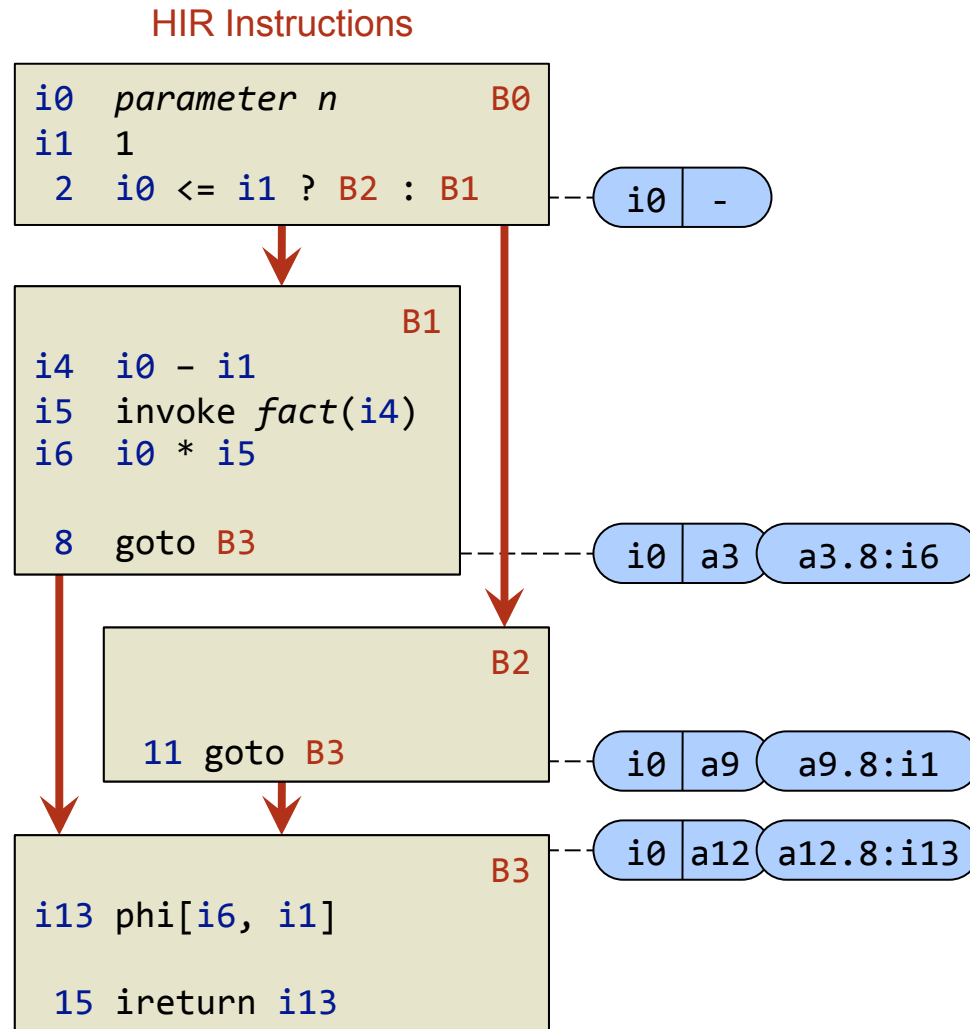 HIR Instructions
i0 parameter n B0
i1 1
2 i0 <= i1 ? B2 : B1
i0 -
B1
i4 i0 – i1
i5 invoke fact(i4)
i6 i0 * i5
8 goto B3
i0 a3 a3.8:i6
B2
11 goto B3
i0 a9 a9.8:i1
B3
i0 a12 a12.8:i13
i13 phi[i6, i1]
15 ireturn i13